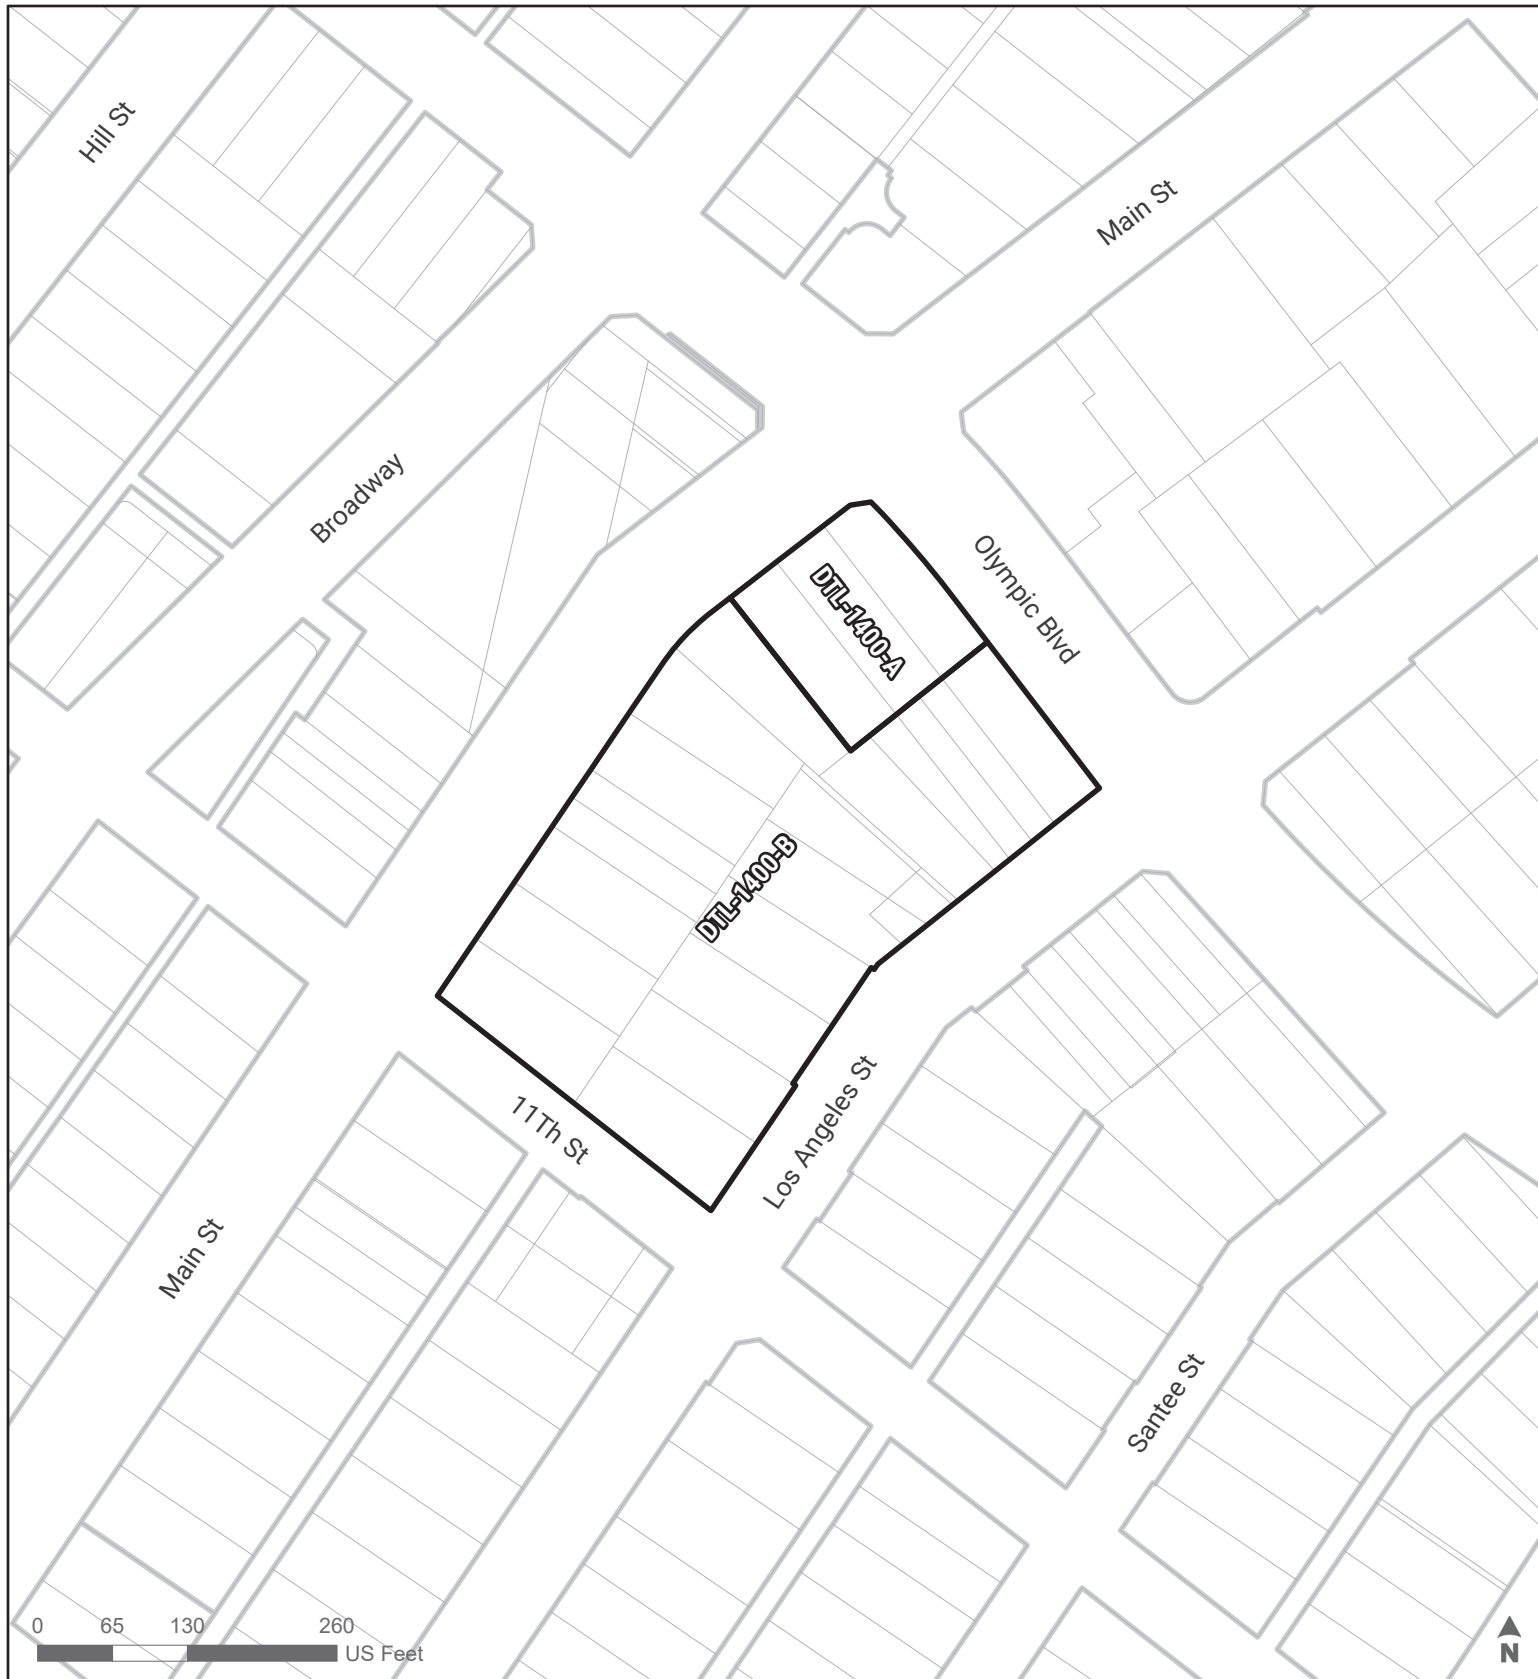 Hill St
Main St
Broadway
Olympic Blvd
DTL-1400-A
DTL-1400-B
11Th St
Los Angeles St
Main St
Santee St
0 65 130 260
US Feet
N